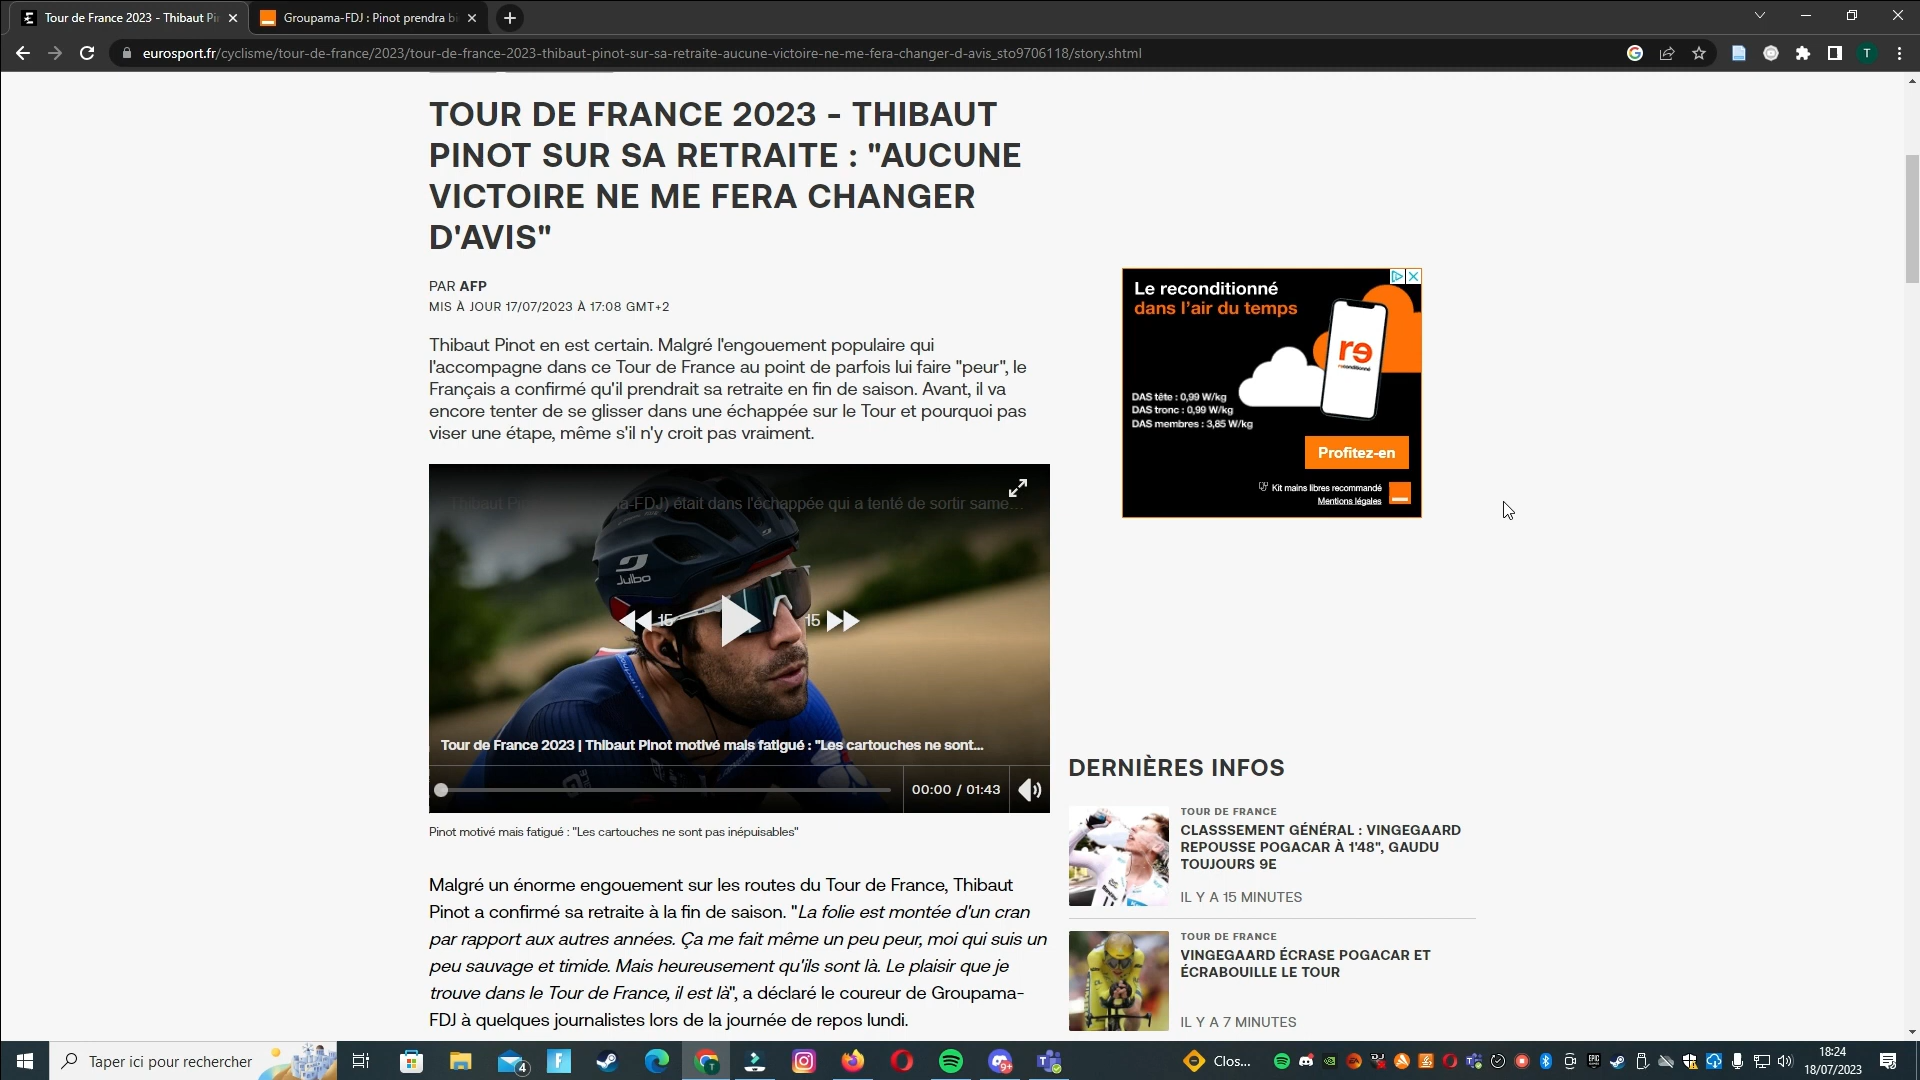 Tour de France 2023 - Thibaut Pi
Groupama-FDJ : Pinot prendra bi
eurosport.fr/cyclisme/tour-de-france/2023/tour-de-france-2023-thibaut-pinot-sur-sa-retraite-aucune-victoire-ne-me-fera-changer-d-avis_sto9706118/story.shtml
T
TOUR DE FRANCE 2023 - THIBAUT
PINOT SUR SA RETRAITE : "AUCUNE
VICTOIRE NE ME FERA CHANGER
D'AVIS"
PAR AFP
MIS À JOUR 17/07/2023 À 17:08 GMT+2
Thibaut Pinot en est certain. Malgré l'engouement populaire qui
l'accompagne dans ce Tour de France au point de parfois lui faire "peur", le
Français a confirmé qu'il prendrait sa retraite en fin de saison. Avant, il va
encore tenter de se glisser dans une échappée sur le Tour et pourquoi pas
viser une étape, même s'il n'y croit pas vraiment.
Thibaut Pi a-FDJ) était dans l'échappée qui a tenté de sortir same...
Julbo
15
15
Tour de France 2023 | Thibaut Pinot motivé mais fatigué : "Les cartouches ne sont...
00:00 / 01:43
Pinot motivé mais fatigué : "Les cartouches ne sont pas inépuisables"
Malgré un énorme engouement sur les routes du Tour de France, Thibaut
Pinot a confirmé sa retraite à la fin de saison. "La folie est montée d'un cran
par rapport aux autres années. Ça me fait même un peu peur, moi qui suis un
peu sauvage et timide. Mais heureusement qu'ils sont là. Le plaisir que je
trouve dans le Tour de France, il est là", a déclaré le coureur de Groupama-
FDJ à quelques journalistes lors de la journée de repos lundi.
Le reconditionné
dans l'air du temps
re
reconditionné
DAS tête : 0,99 W/kg
DAS tronc : 0,99 W/kg
DAS membres : 3,85 W/kg
Profitez-en
Kit mains libres recommandé
Mentions légales
DERNIÈRES INFOS
TOUR DE FRANCE
CLASSSEMENT GÉNÉRAL : VINGEGAARD
REPOUSSE POGACAR À 1'48", GAUDU
TOUJOURS 9E
IL Y A 15 MINUTES
TOUR DE FRANCE
VINGEGAARD ÉCRASE POGACAR ET
ÉCRABOUILLE LE TOUR
IL Y A 7 MINUTES
Taper ici pour rechercher
4
9+
Clos...
18:24
18/07/2023